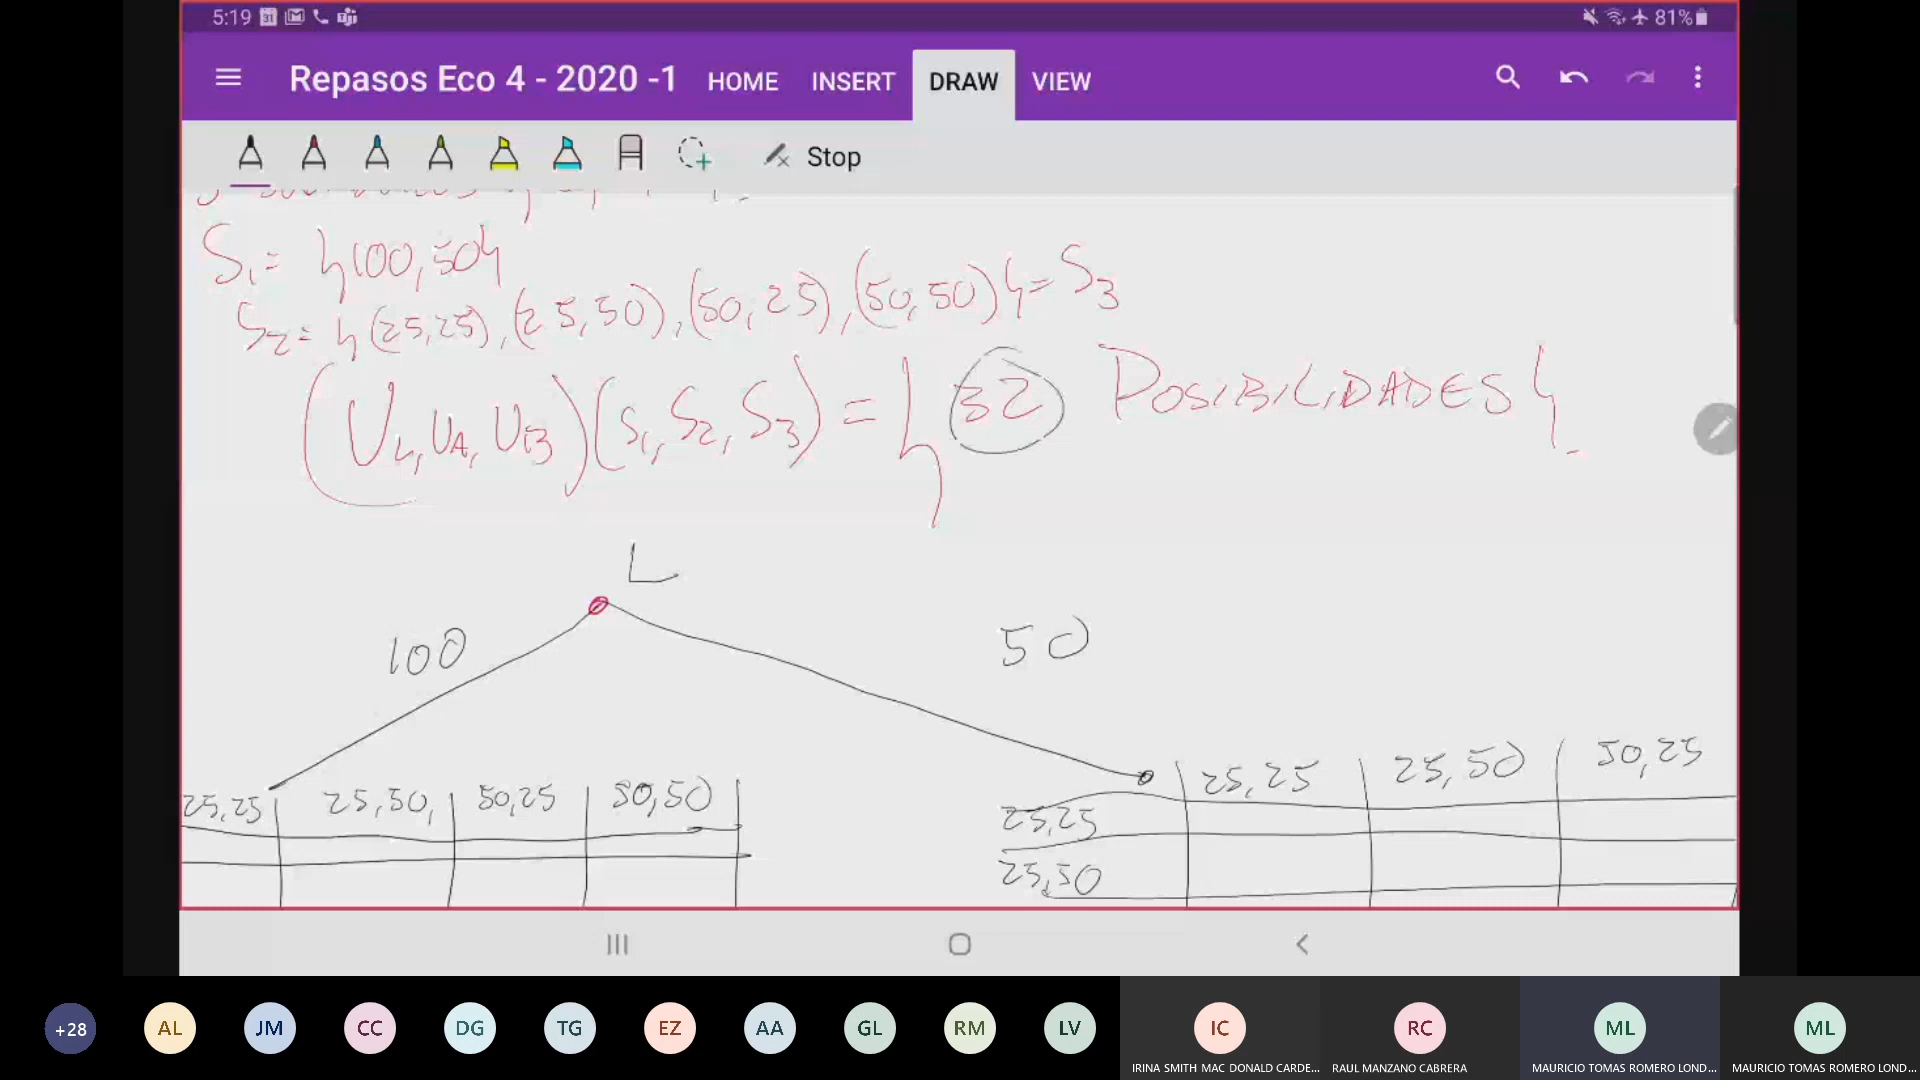 5:19 31 81%
Repasos Eco 4 - 2020 -1 HOME INSERT DRAW VIEW
Stop
S1 = {100, 50}
S2 = {(25,25), (25,50), (50,25), (50,50)} = S3
(UL, UA, UB)(S1, S2, S3) = {32 POSIBILIDADES}
L
100 50
25,25 25,50, 50,25 50,50
25,25 25,50 50,25
25,25
25,50
+28 AL JM CC DG TG EZ AA GL RM LV IC RC ML ML
IRINA SMITH MAC DONALD CARDE... RAUL MANZANO CABRERA MAURICIO TOMAS ROMERO LOND... MAURICIO TOMAS ROMERO LOND...